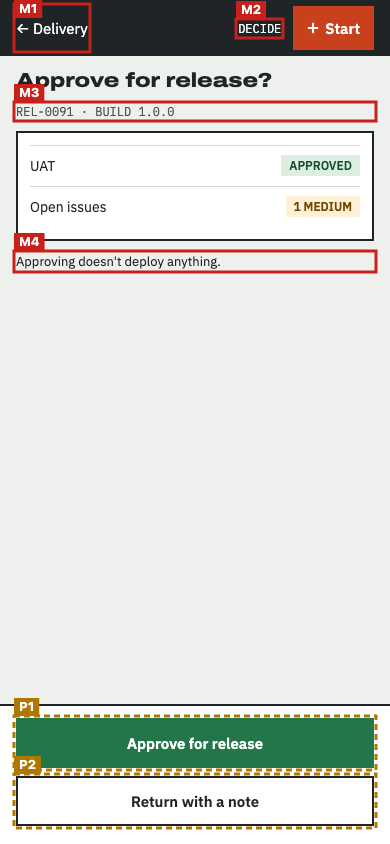 M1
← Delivery
M2
DECIDE
+ Start
Approve for release?
M3
REL-0091 · BUILD 1.0.0
UAT
APPROVED
Open issues
1 MEDIUM
M4
Approving doesn't deploy anything.
P1
Approve for release
P2
Return with a note